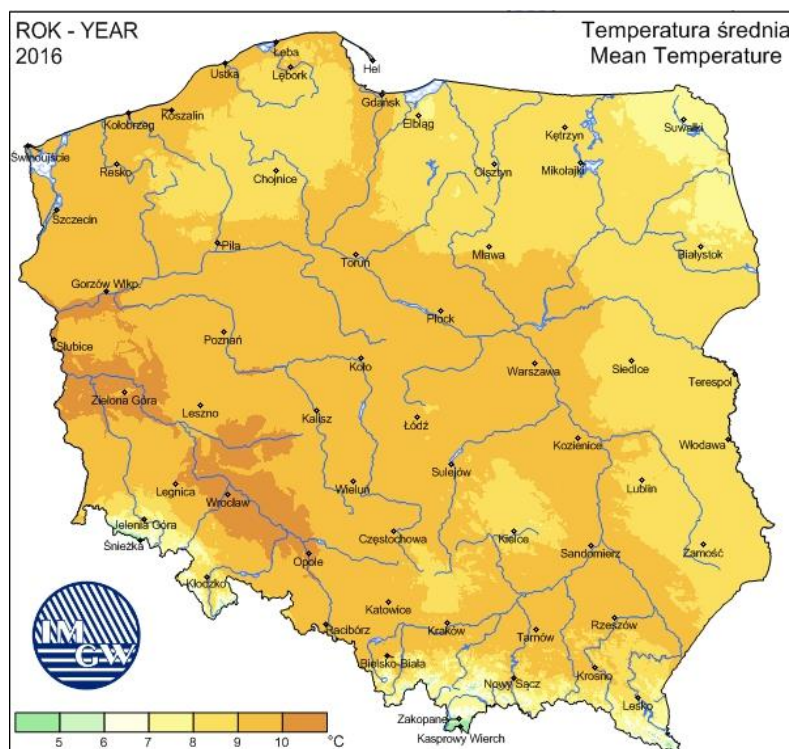 ROK - YEAR
2016
Temperatura średnia
Mean Temperature
Łeba
Ustka
Lębork
Hel
Gdańsk
Koszalin
Kołobrzeg
Elbląg
Kętrzyn
Suwałki
Świnoujście
Resko
Chojnice
Olsztyn
Mikołajki
Szczecin
Piła
Toruń
Mława
Białystok
Gorzów Wlkp.
Płock
Słubice
Poznań
Koło
Warszawa
Siedlce
Terespol
Zielona Góra
Leszno
Kalisz
Łódź
Kozienice
Włodawa
Sulejów
Legnica
Wrocław
Wieluń
Lublin
Jelenia Góra
Śnieżka
Częstochowa
Kielce
Sandomierz
Zamość
Opole
Kłoczko
Katowice
Racibórz
Kraków
Tarnów
Rzeszów
Bielsko-Biała
Nowy Sącz
Krosno
Lesko
Zakopane
Kasprowy Wierch
IM
GW
5 6 7 8 9 10 °C